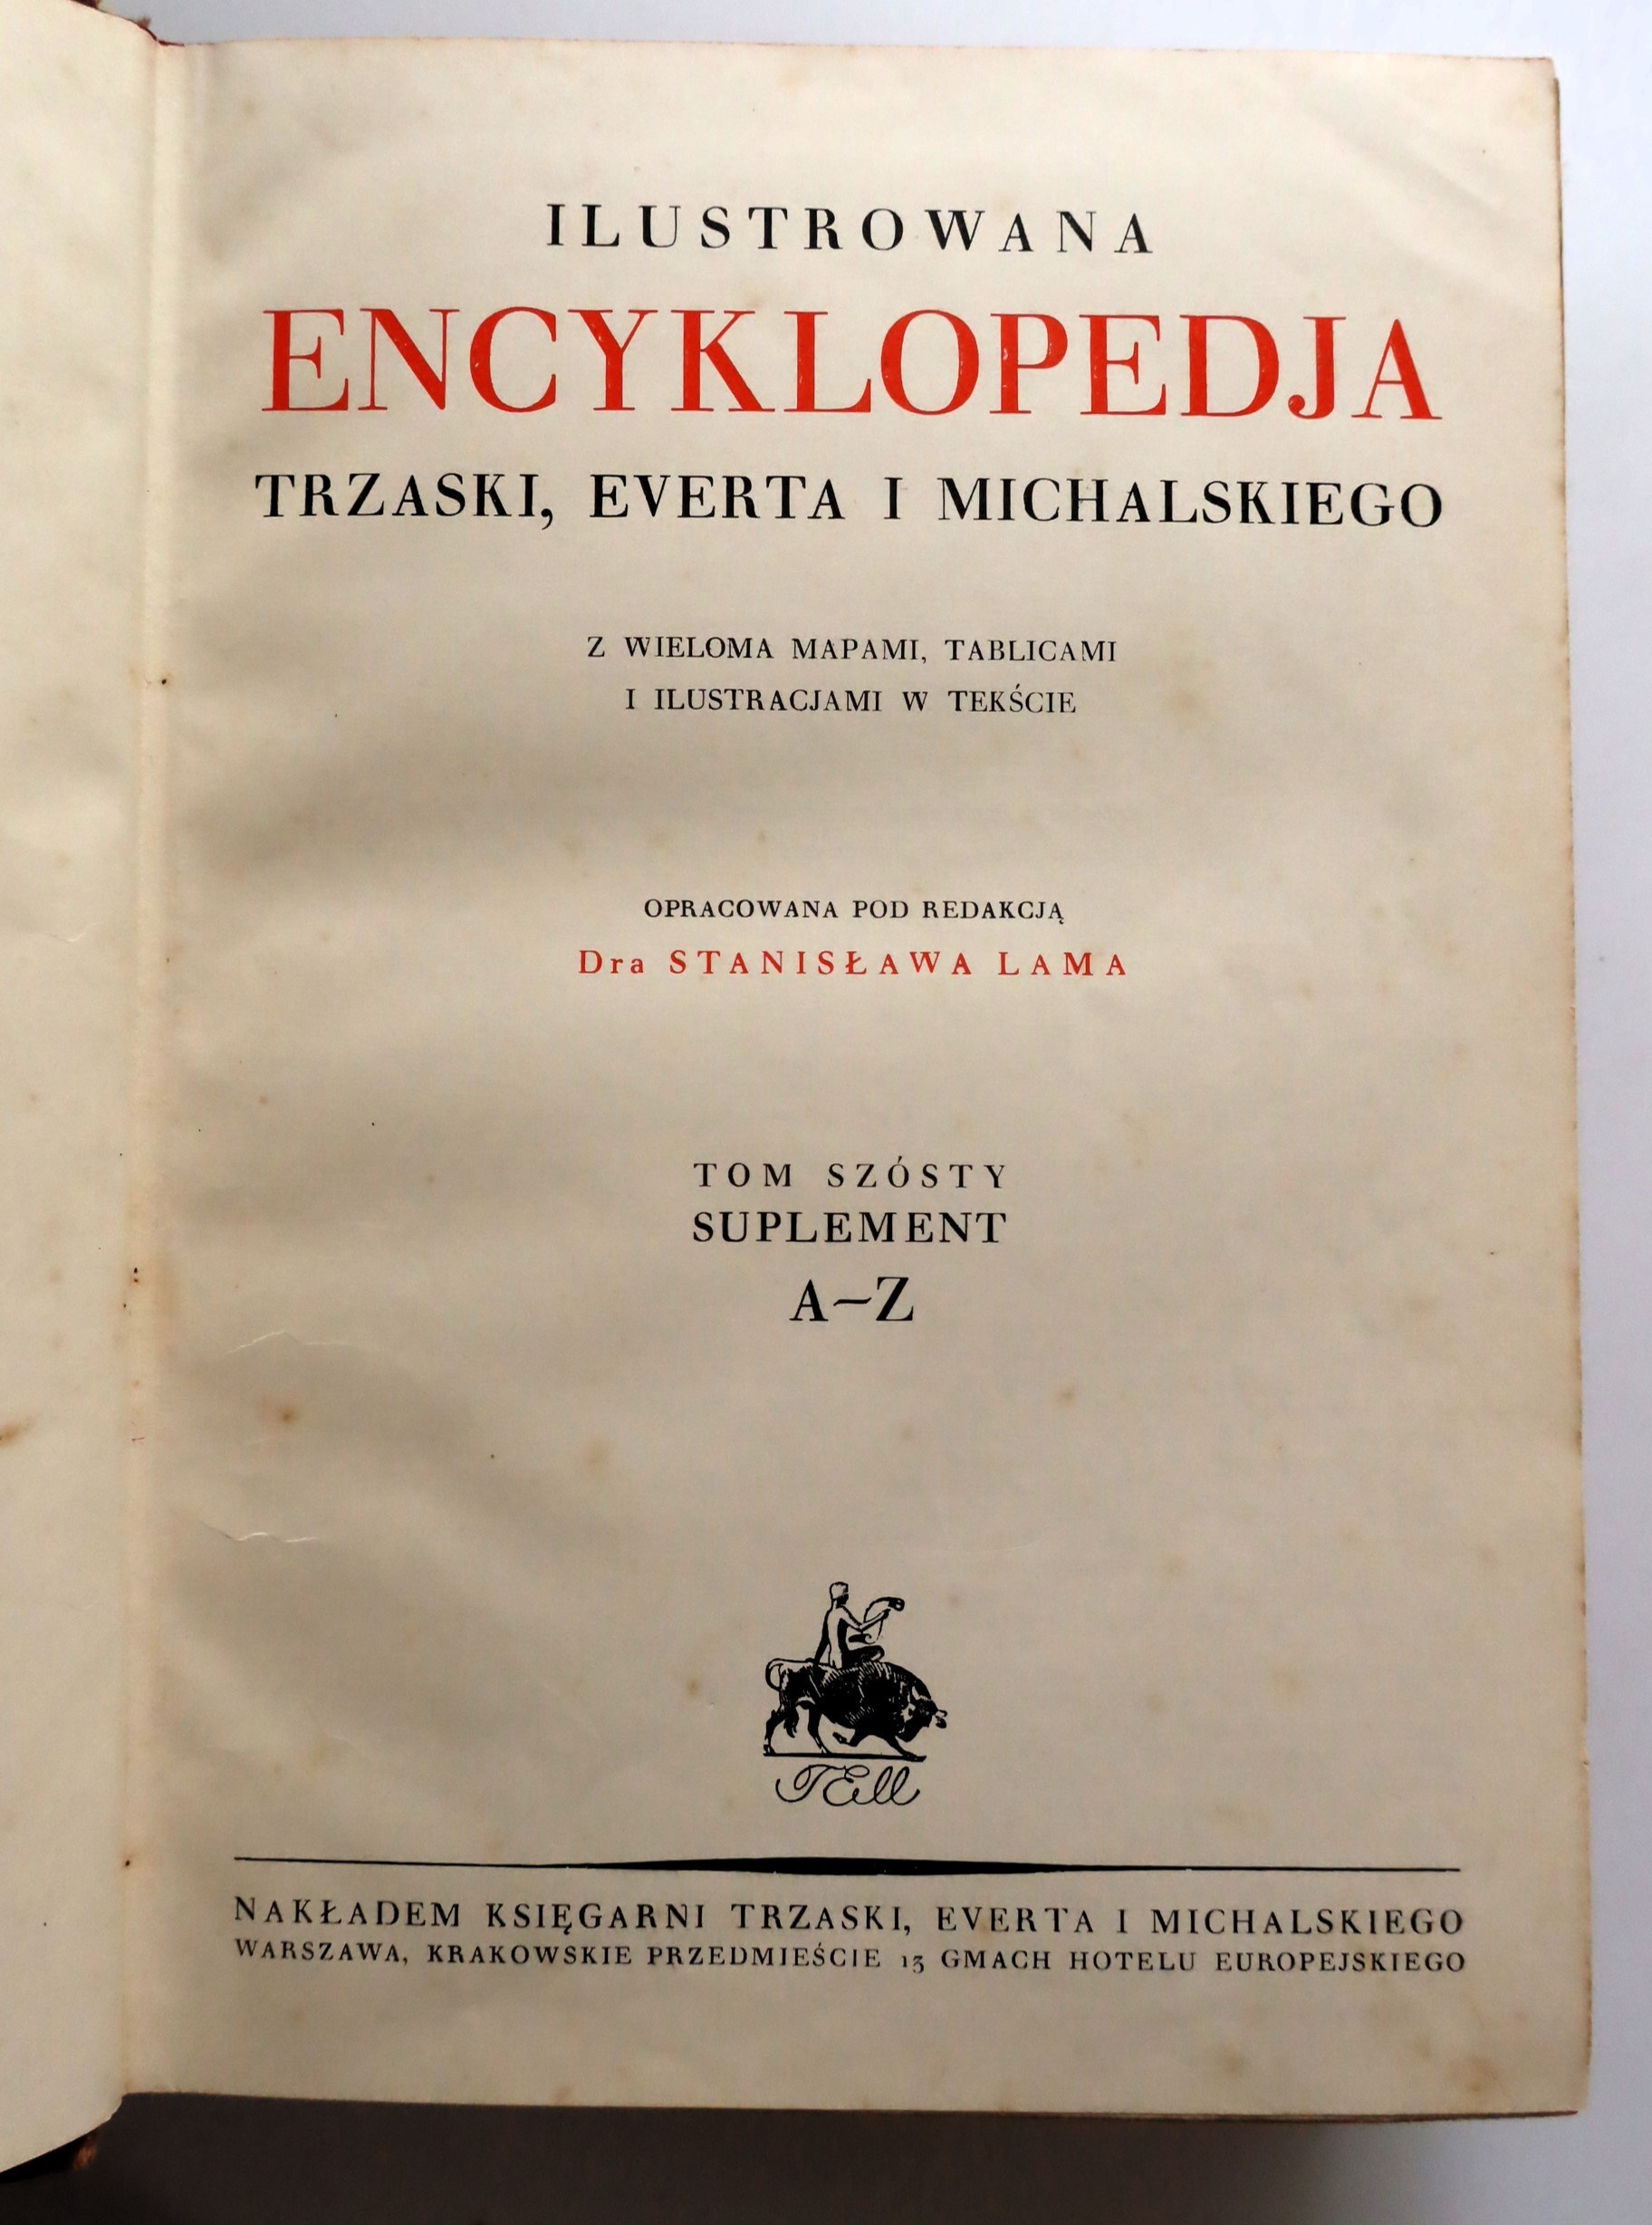 ILUSTROWANA
ENCYKLOPEDJA
TRZASKI, EVERTA I MICHALSKIEGO
Z WIELOMA MAPAMI, TABLICAMI
I ILUSTRACJAMI W TEKŚCIE
OPRACOWANA POD REDAKCJĄ
Dra STANISŁAWA LAMA
TOM SZÓSTY
SUPLEMENT
A–Z
NAKŁADEM KSIĘGARNI TRZASKI, EVERTA I MICHALSKIEGO
WARSZAWA, KRAKOWSKIE PRZEDMIEŚCIE 13 GMACH HOTELU EUROPEJSKIEGO